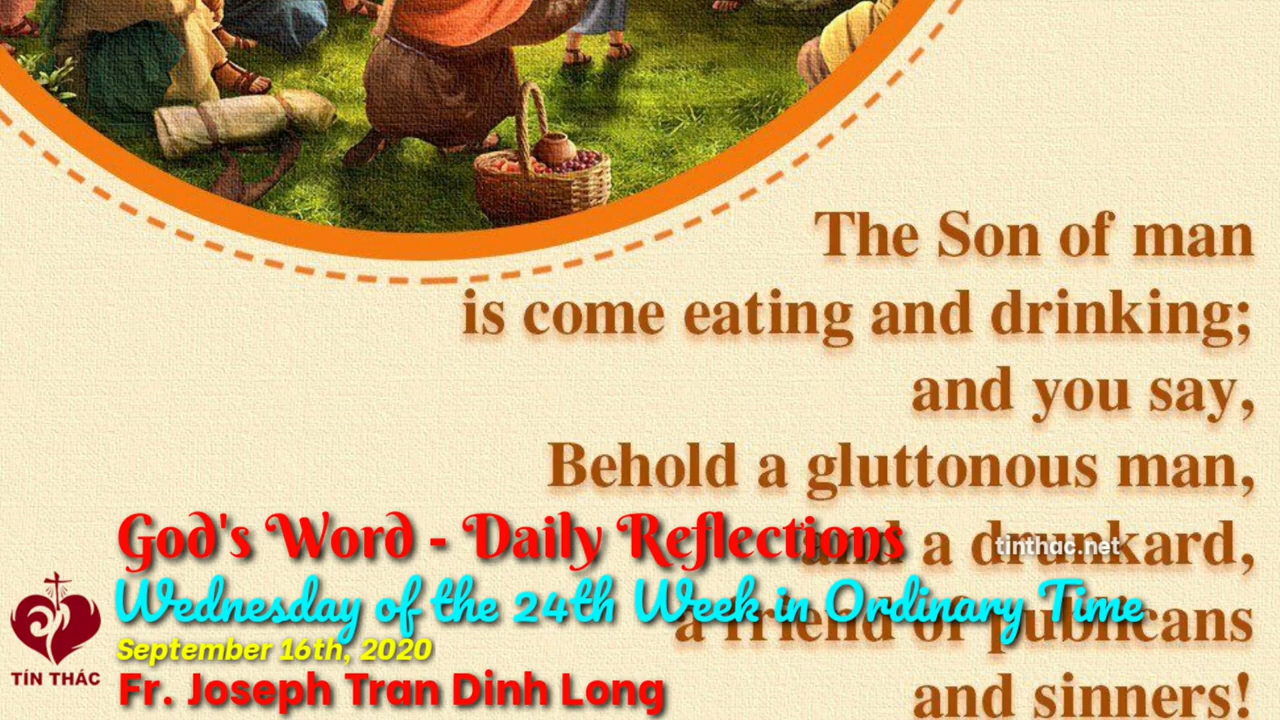 The Son of man
is come eating and drinking;
and you say,
Behold a gluttonous man,
and a drunkard,
a friend of publicans
and sinners!
God's Word - Daily Reflections
tinthac.net
Wednesday of the 24th Week in Ordinary Time
September 16th, 2020
Fr. Joseph Tran Dinh Long
TÍN THÁC